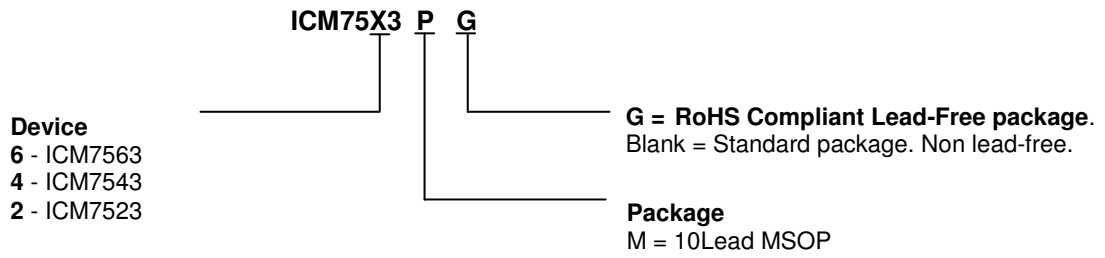 ICM75X3 P G
Device
6 - ICM7563
4 - ICM7543
2 - ICM7523
G = RoHS Compliant Lead-Free package.
Blank = Standard package. Non lead-free.
Package
M = 10Lead MSOP